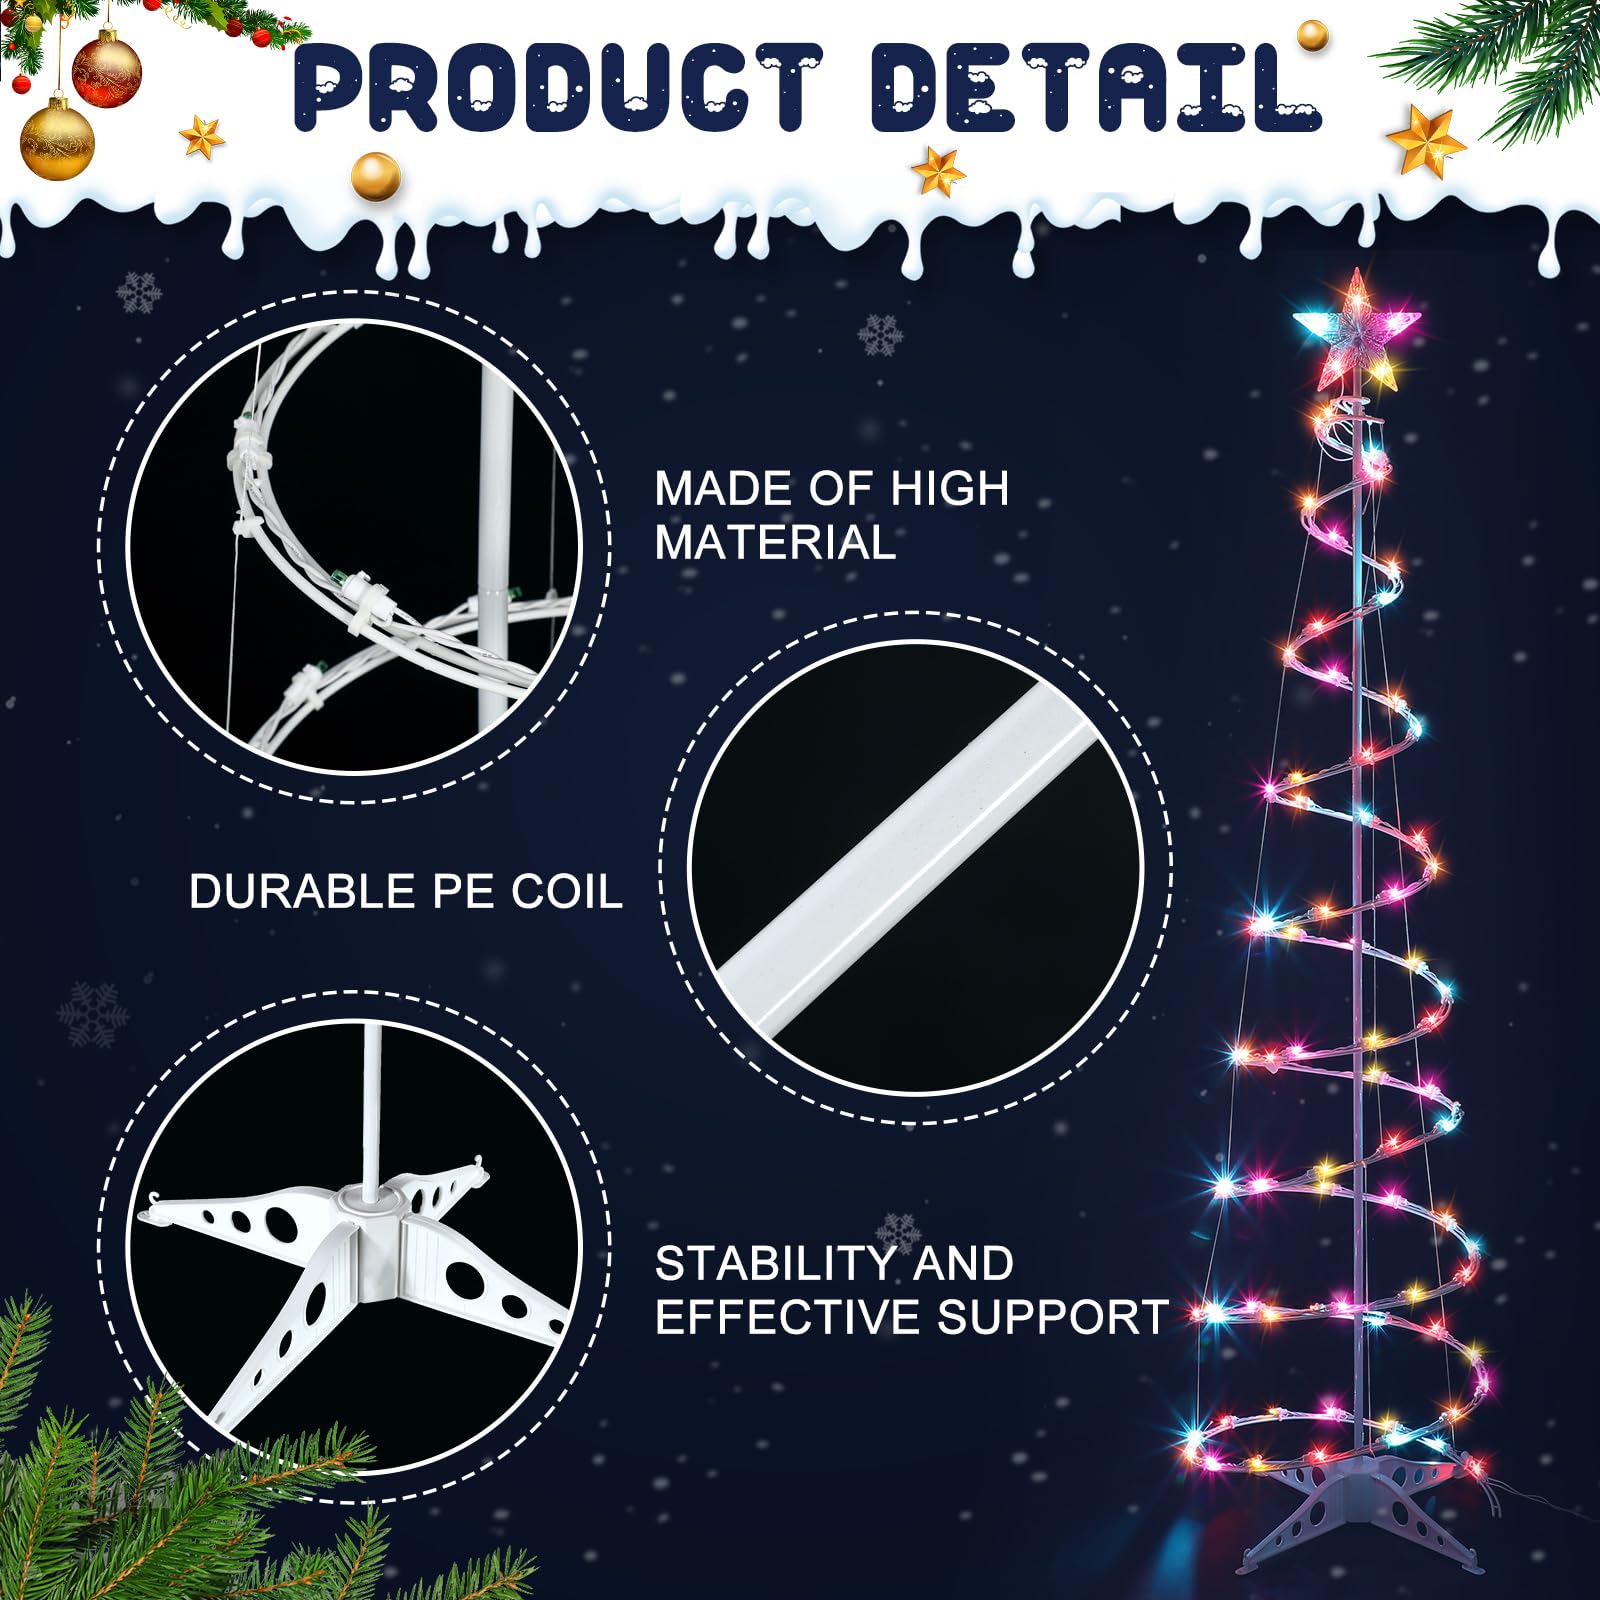 PRODUCT DETAIL
MADE OF HIGH
MATERIAL
DURABLE PE COIL
STABILITY AND
EFFECTIVE SUPPORT